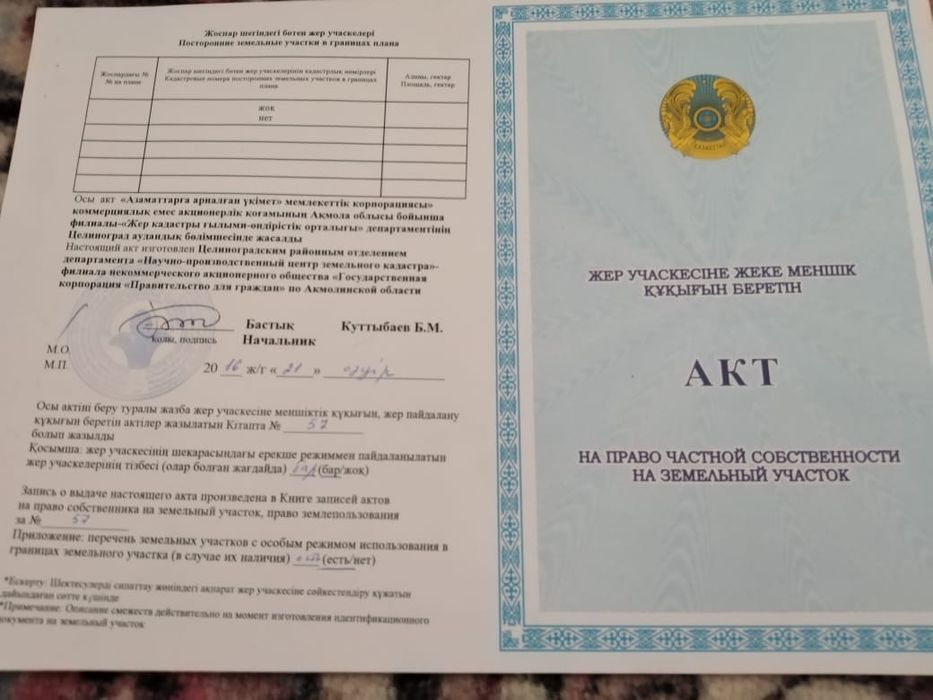 Жоспар шегіндегі бөтен жер учаскелері
Посторонние земельные участки в границах плана
Жоспардағы №
№ на плане
Жоспар шегіндегі бөтен жер учаскелерінің кадастрлық нөмірлері
Кадастровые номера посторонних земельных участков в границах
плана
Алаңы, гектар
Площадь, гектар
жоқ
нет
Осы акт «Азаматтарға арналған үкімет» мемлекеттік корпорациясы»
коммерциялық емес акционерлік қоғамының Ақмола облысы бойынша
филиалы-«Жер кадастры ғылыми-өндірістік орталығы» департаментінің
Целиноград аудандық бөлімшесінде жасалды
Настоящий акт изготовлен Целиноградским районным отделением
департамента «Научно-производственный центр земельного кадастра»-
филиала некоммерческого акционерного общества «Государственная
корпорация «Правительство для граждан» по Акмолинской области
Бастық Куттыбаев Б.М.
қолы, подпись Начальник
М.О.
М.П.
20 16 ж/г « 21 » сәуір
Осы актіні беру туралы жазба жер учаскесіне меншіктік құқығын, жер пайдалану
құқығын беретін актілер жазылатын Кітапта № 57
болып жазылды
Қосымша: жер учаскесінің шекарасындағы ерекше режиммен пайдаланылатын
жер учаскелерінің тізбесі (олар болған жағдайда) бар (бар/жоқ)
Запись о выдаче настоящего акта произведена в Книге записей актов
на право собственника на земельный участок, право землепользования
за № 57
Приложение: перечень земельных участков с особым режимом использования в
границах земельного участка (в случае их наличия) есть (есть/нет)
*Ескерту: Шектесулерді сипаттау жөніндегі ақпарат жер учаскесіне сәйкестендіру құжатын
дайындаған сәтте күшінде
*Примечание: Описание смежеств действительно на момент изготовления идентификационного
документа на земельный участок
ҚАЗАҚСТАН
ЖЕР УЧАСКЕСІНЕ ЖЕКЕ МЕНШІК
ҚҰҚЫҒЫН БЕРЕТІН
АКТ
НА ПРАВО ЧАСТНОЙ СОБСТВЕННОСТИ
НА ЗЕМЕЛЬНЫЙ УЧАСТОК